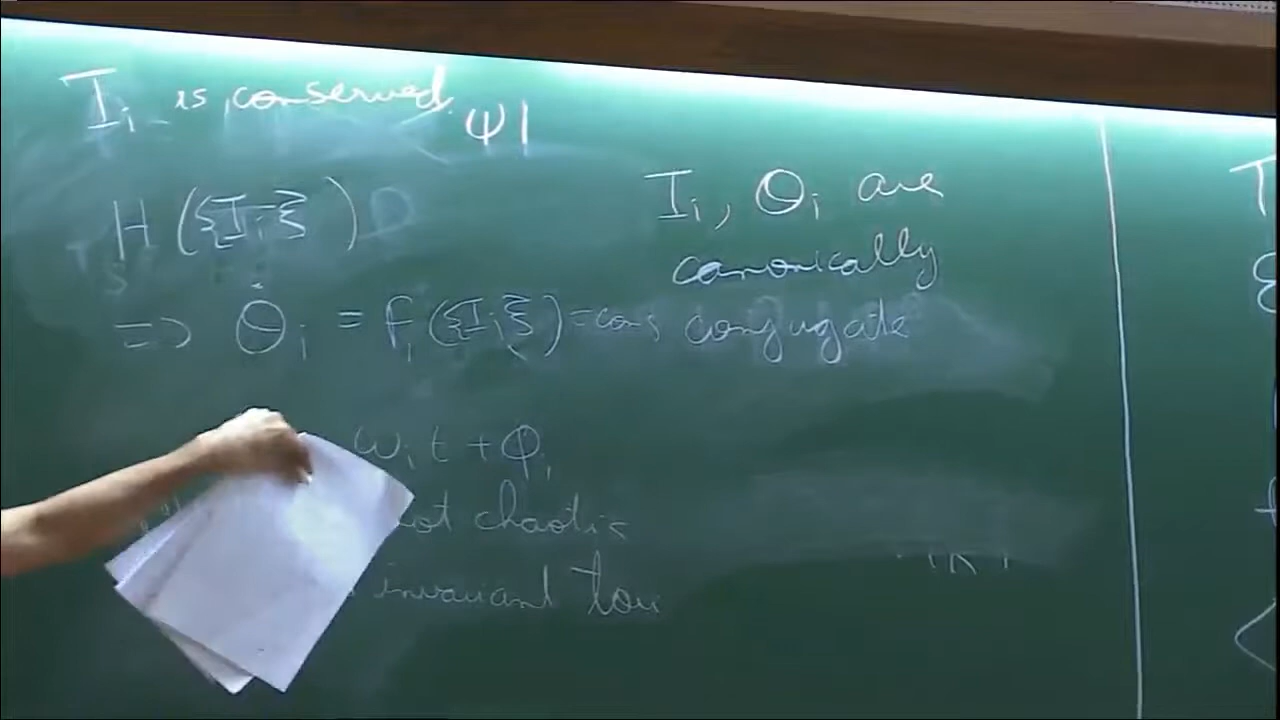 I_i is conserved.
ψ|
H({I_i})
I_i, θ_i are
canonically
conjugate
=> θ̇_i = f_i({I_i}) = cons
ω_i t + φ_i
not chaotic
invariant tori